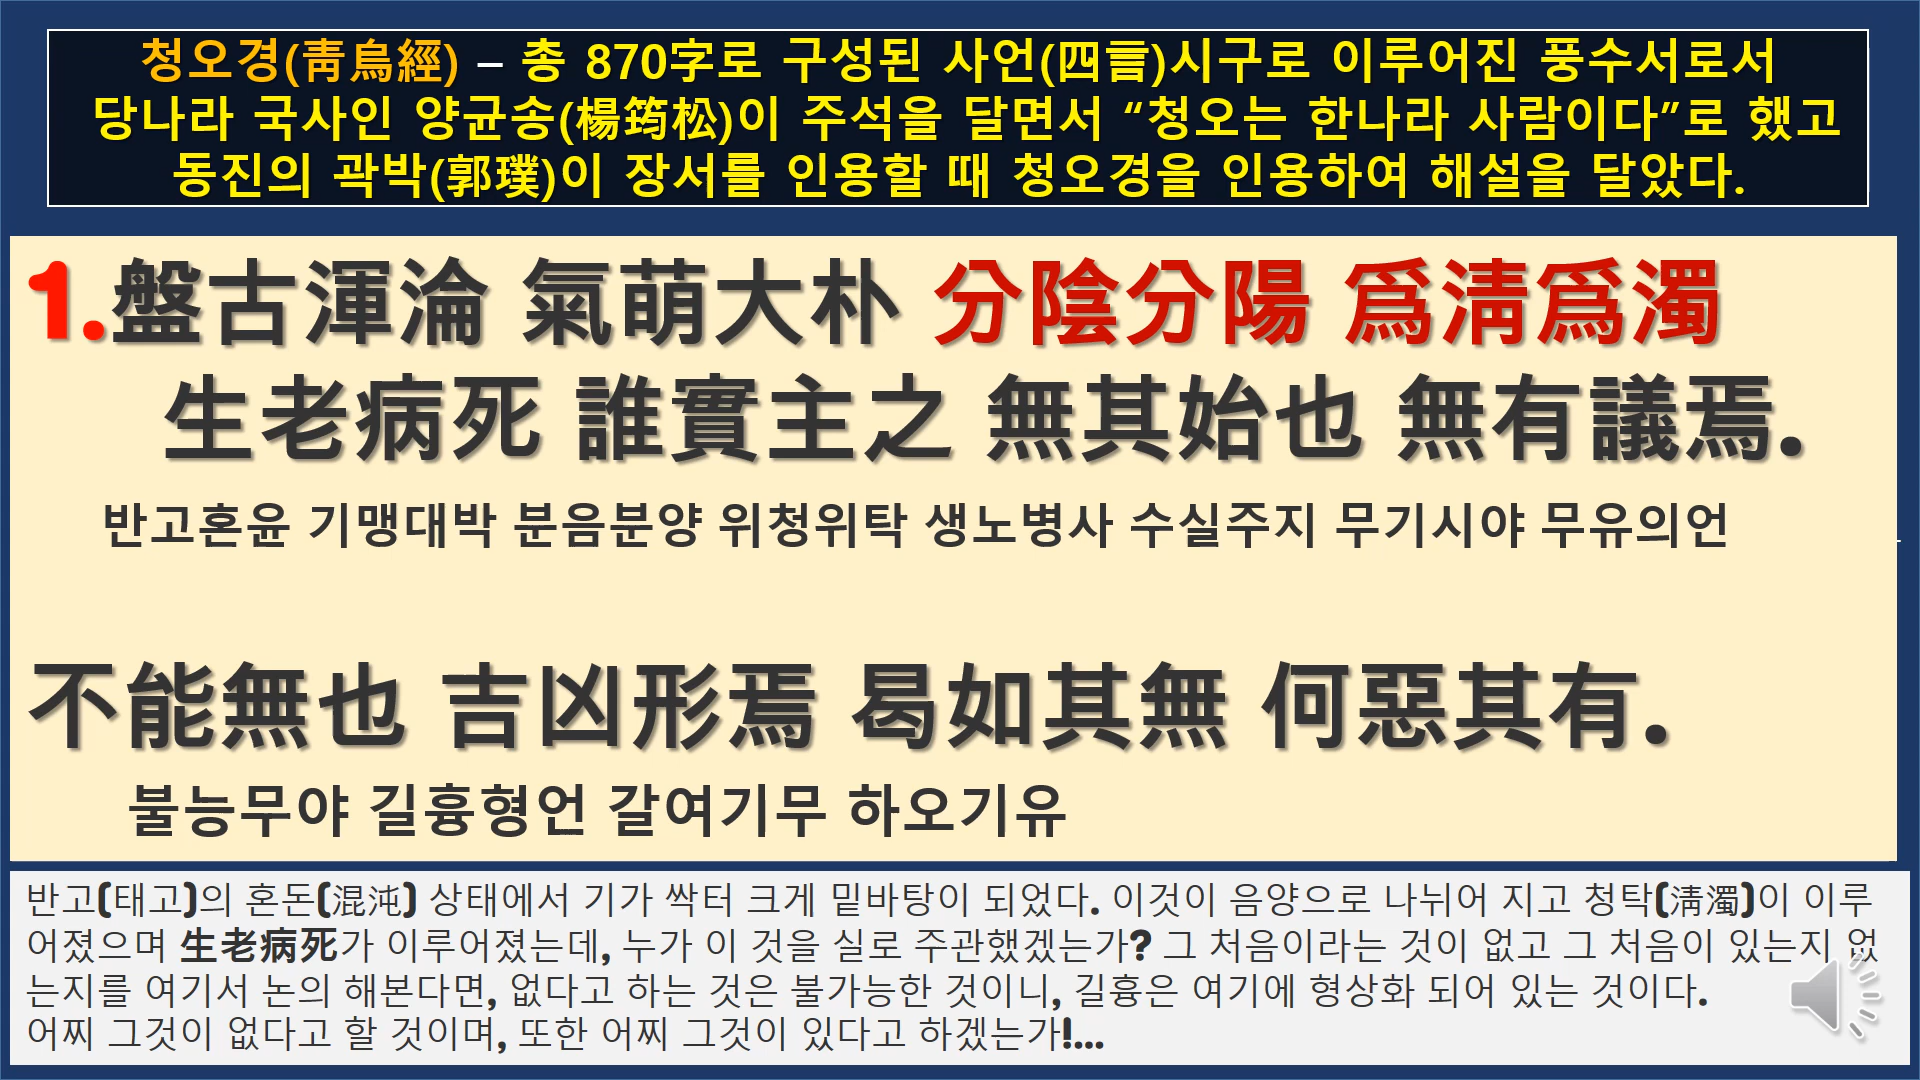 청오경(靑烏經) – 총 870字로 구성된 사언(四言)시구로 이루어진 풍수서로서
당나라 국사인 양균송(楊筠松)이 주석을 달면서 “청오는 한나라 사람이다”로 했고
동진의 곽박(郭璞)이 장서를 인용할 때 청오경을 인용하여 해설을 달았다.
1.盤古渾淪 氣萌大朴 分陰分陽 爲淸爲濁
生老病死 誰實主之 無其始也 無有議焉.
반고혼윤 기맹대박 분음분양 위청위탁 생노병사 수실주지 무기시야 무유의언
不能無也 吉凶形焉 曷如其無 何惡其有.
불능무야 길흉형언 갈여기무 하오기유
반고(태고)의 혼돈(混沌) 상태에서 기가 싹터 크게 밑바탕이 되었다. 이것이 음양으로 나뉘어 지고 청탁(淸濁)이 이루
어졌으며 生老病死가 이루어졌는데, 누가 이 것을 실로 주관했겠는가? 그 처음이라는 것이 없고 그 처음이 있는지 없
는지를 여기서 논의 해본다면, 없다고 하는 것은 불가능한 것이니, 길흉은 여기에 형상화 되어 있는 것이다.
어찌 그것이 없다고 할 것이며, 또한 어찌 그것이 있다고 하겠는가!...